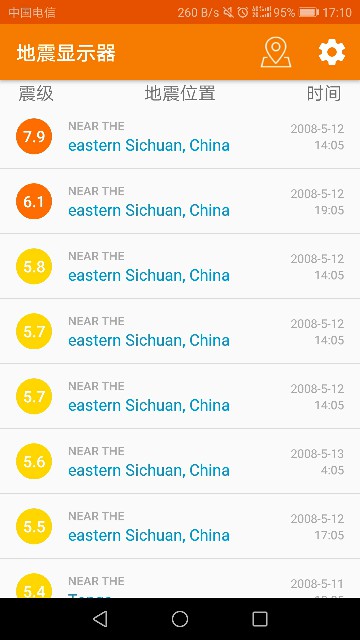 中国电信 260 B/s 95% 17:10
地震显示器
震级 地震位置 时间
7.9 NEAR THE 2008-5-12
eastern Sichuan, China 14:05
6.1 NEAR THE 2008-5-12
eastern Sichuan, China 19:05
5.8 NEAR THE 2008-5-12
eastern Sichuan, China 14:05
5.7 NEAR THE 2008-5-12
eastern Sichuan, China 14:05
5.7 NEAR THE 2008-5-12
eastern Sichuan, China 14:05
5.6 NEAR THE 2008-5-13
eastern Sichuan, China 4:05
5.5 NEAR THE 2008-5-12
eastern Sichuan, China 17:05
5.4 NEAR THE 2008-5-11